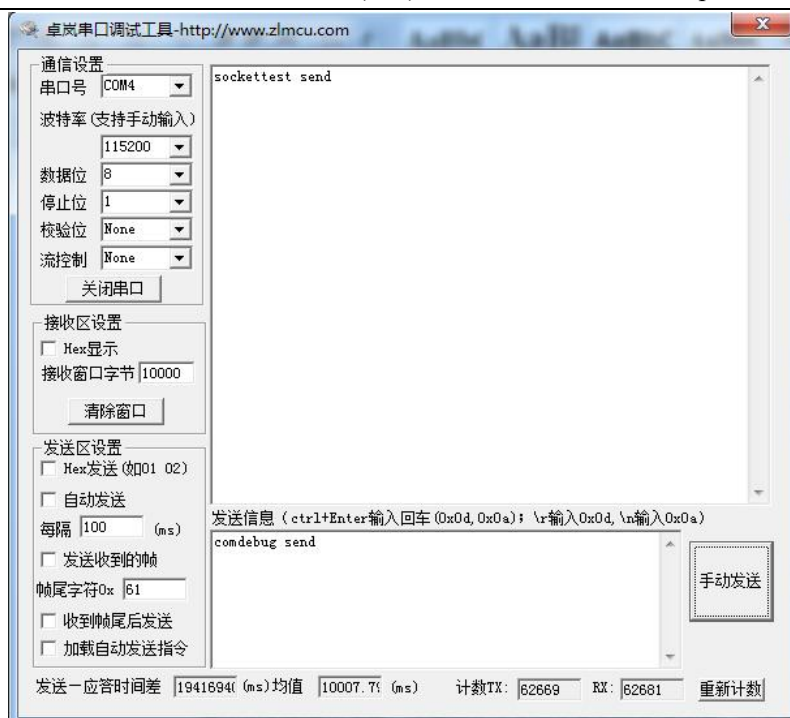 卓岚串口调试工具-http://www.zlmcu.com
通信设置
串口号 COM4
波特率(支持手动输入)
115200
数据位 8
停止位 1
校验位 None
流控制 None
关闭串口
接收区设置
Hex显示
接收窗口字节 10000
清除窗口
发送区设置
Hex发送(如01 02)
自动发送
每隔 100 (ms)
发送收到的帧
帧尾字符0x 61
收到帧尾后发送
加载自动发送指令
sockettest send
发送信息（ctrl+Enter输入回车(0x0d,0x0a)；\r输入0x0d,\n输入0x0a）
comdebug send
手动发送
发送一应答时间差 1941694( (ms)均值 10007.7 (ms) 计数TX: 62669 RX: 62681 重新计数